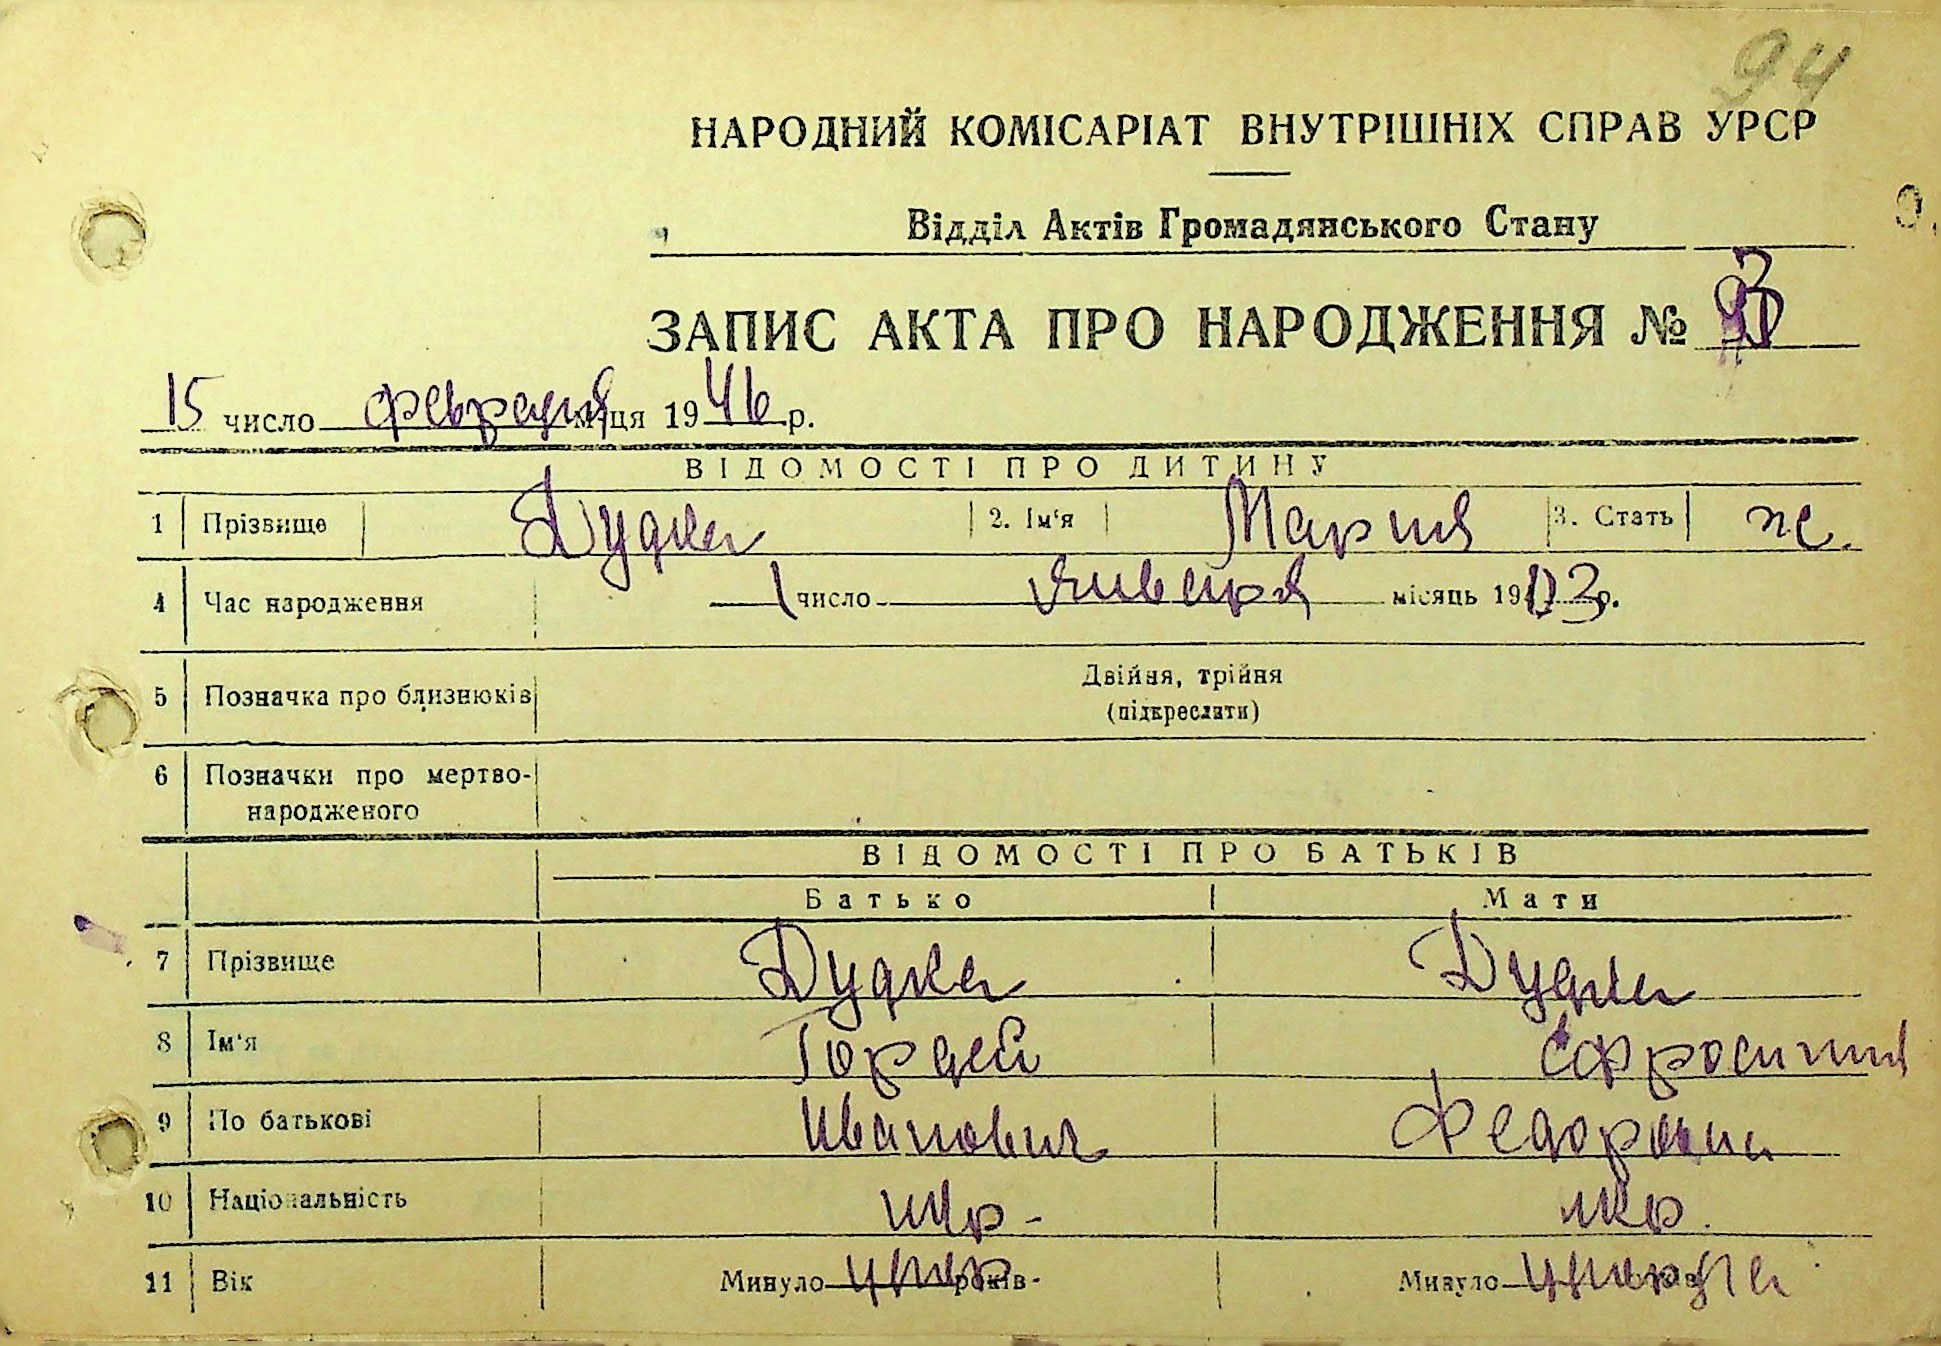 94
НАРОДНИЙ КОМІСАРІАТ ВНУТРІШНІХ СПРАВ УРСР
Відділ Актів Громадянського Стану
ЗАПИС АКТА ПРО НАРОДЖЕННЯ №
15 число февраля м-ця 1946 р.
ВІДОМОСТІ ПРО ДИТИНУ
1 Прізвище Дудка 2. Ім'я Мария 3. Стать ж.
4 Час народження 1 число января місяць 1903 р.
5 Позначка про близнюків Двійня, трійня
(підкреслити)
6 Позначки про мертво-
народженого
ВІДОМОСТІ ПРО БАТЬКІВ
Батько Мати
7 Прізвище Дудка Дудка
8 Ім'я Гордей Ефросиния
9 По батькові Иванович Федоровна
10 Національність укр- укр.
11 Вік Минуло умер років- Минуло умерла